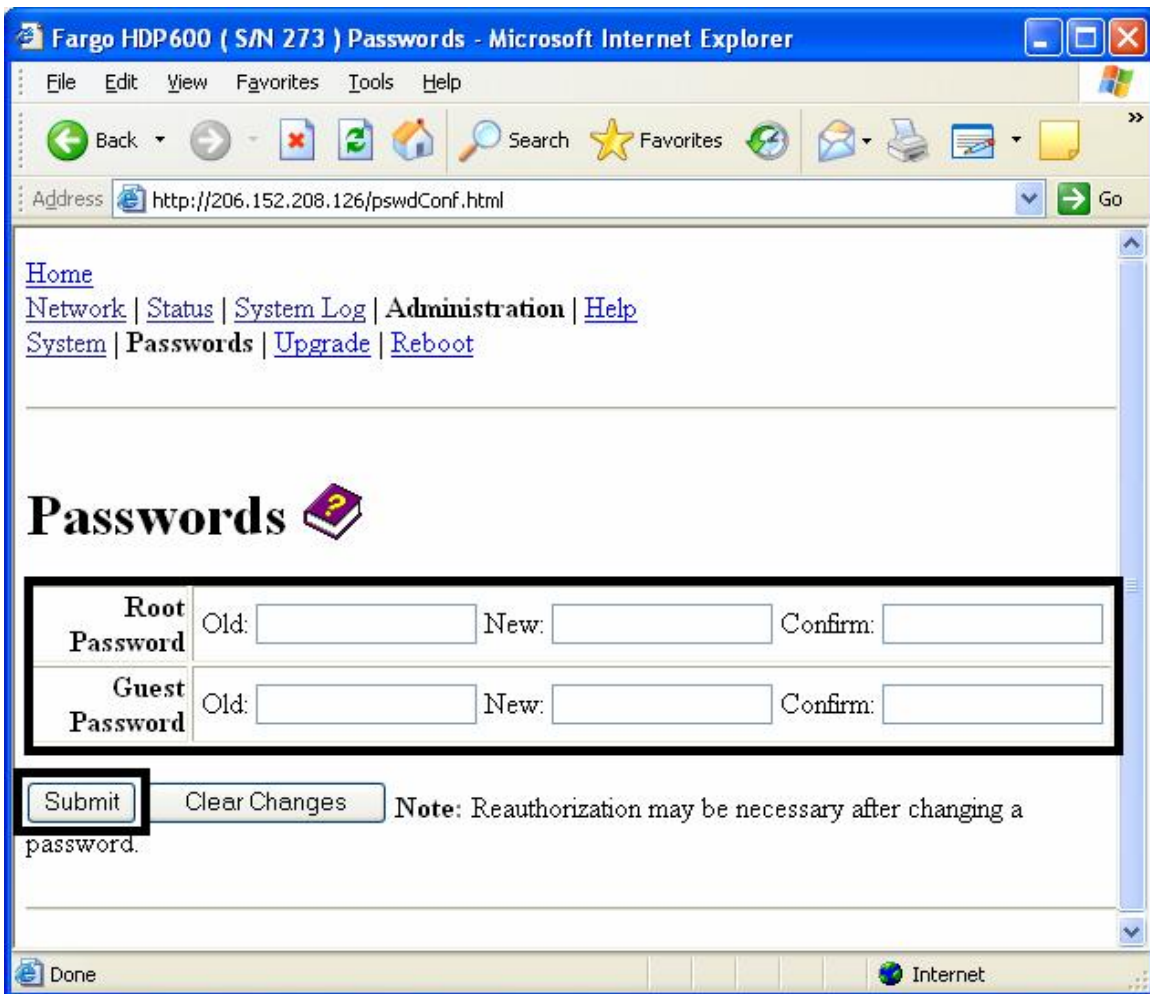 Fargo HDP600 ( S/N 273 ) Passwords - Microsoft Internet Explorer
File Edit View Favorites Tools Help
Back Search Favorites »
Address http://206.152.208.126/pswdConf.html Go
Home
Network | Status | System Log | Administration | Help
System | Passwords | Upgrade | Reboot
Passwords ?
Root Password Old: New: Confirm:
Guest Password Old: New: Confirm:
Submit Clear Changes Note: Reauthorization may be necessary after changing a
password.
Done Internet